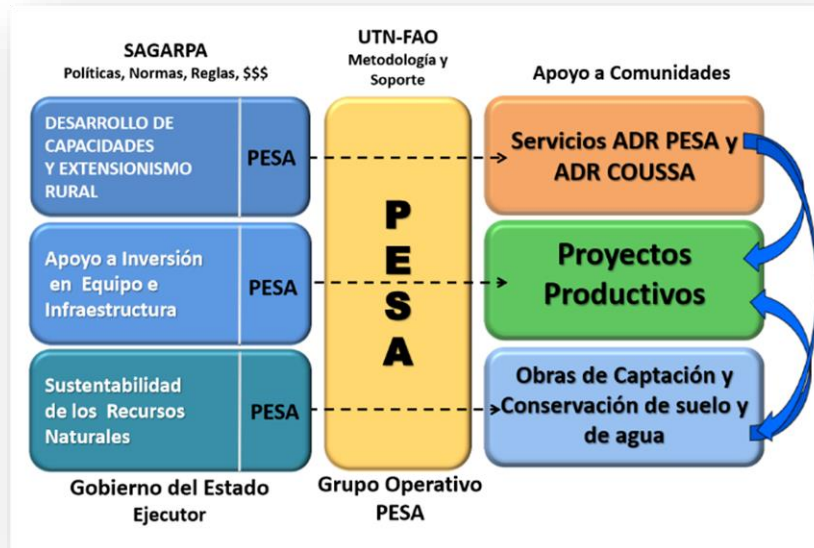 SAGARPA
Políticas, Normas, Reglas, $$$
UTN-FAO
Metodología y
Soporte
Apoyo a Comunidades
DESARROLLO DE
CAPACIDADES
Y EXTENSIONISMO
RURAL
PESA
Apoyo a Inversión
en Equipo e
Infraestructura
PESA
Sustentabilidad
de los Recursos
Naturales
PESA
P
E
S
A
Servicios ADR PESA y
ADR COUSSA
Proyectos
Productivos
Obras de Captación y
Conservación de suelo y
de agua
Gobierno del Estado
Ejecutor
Grupo Operativo
PESA